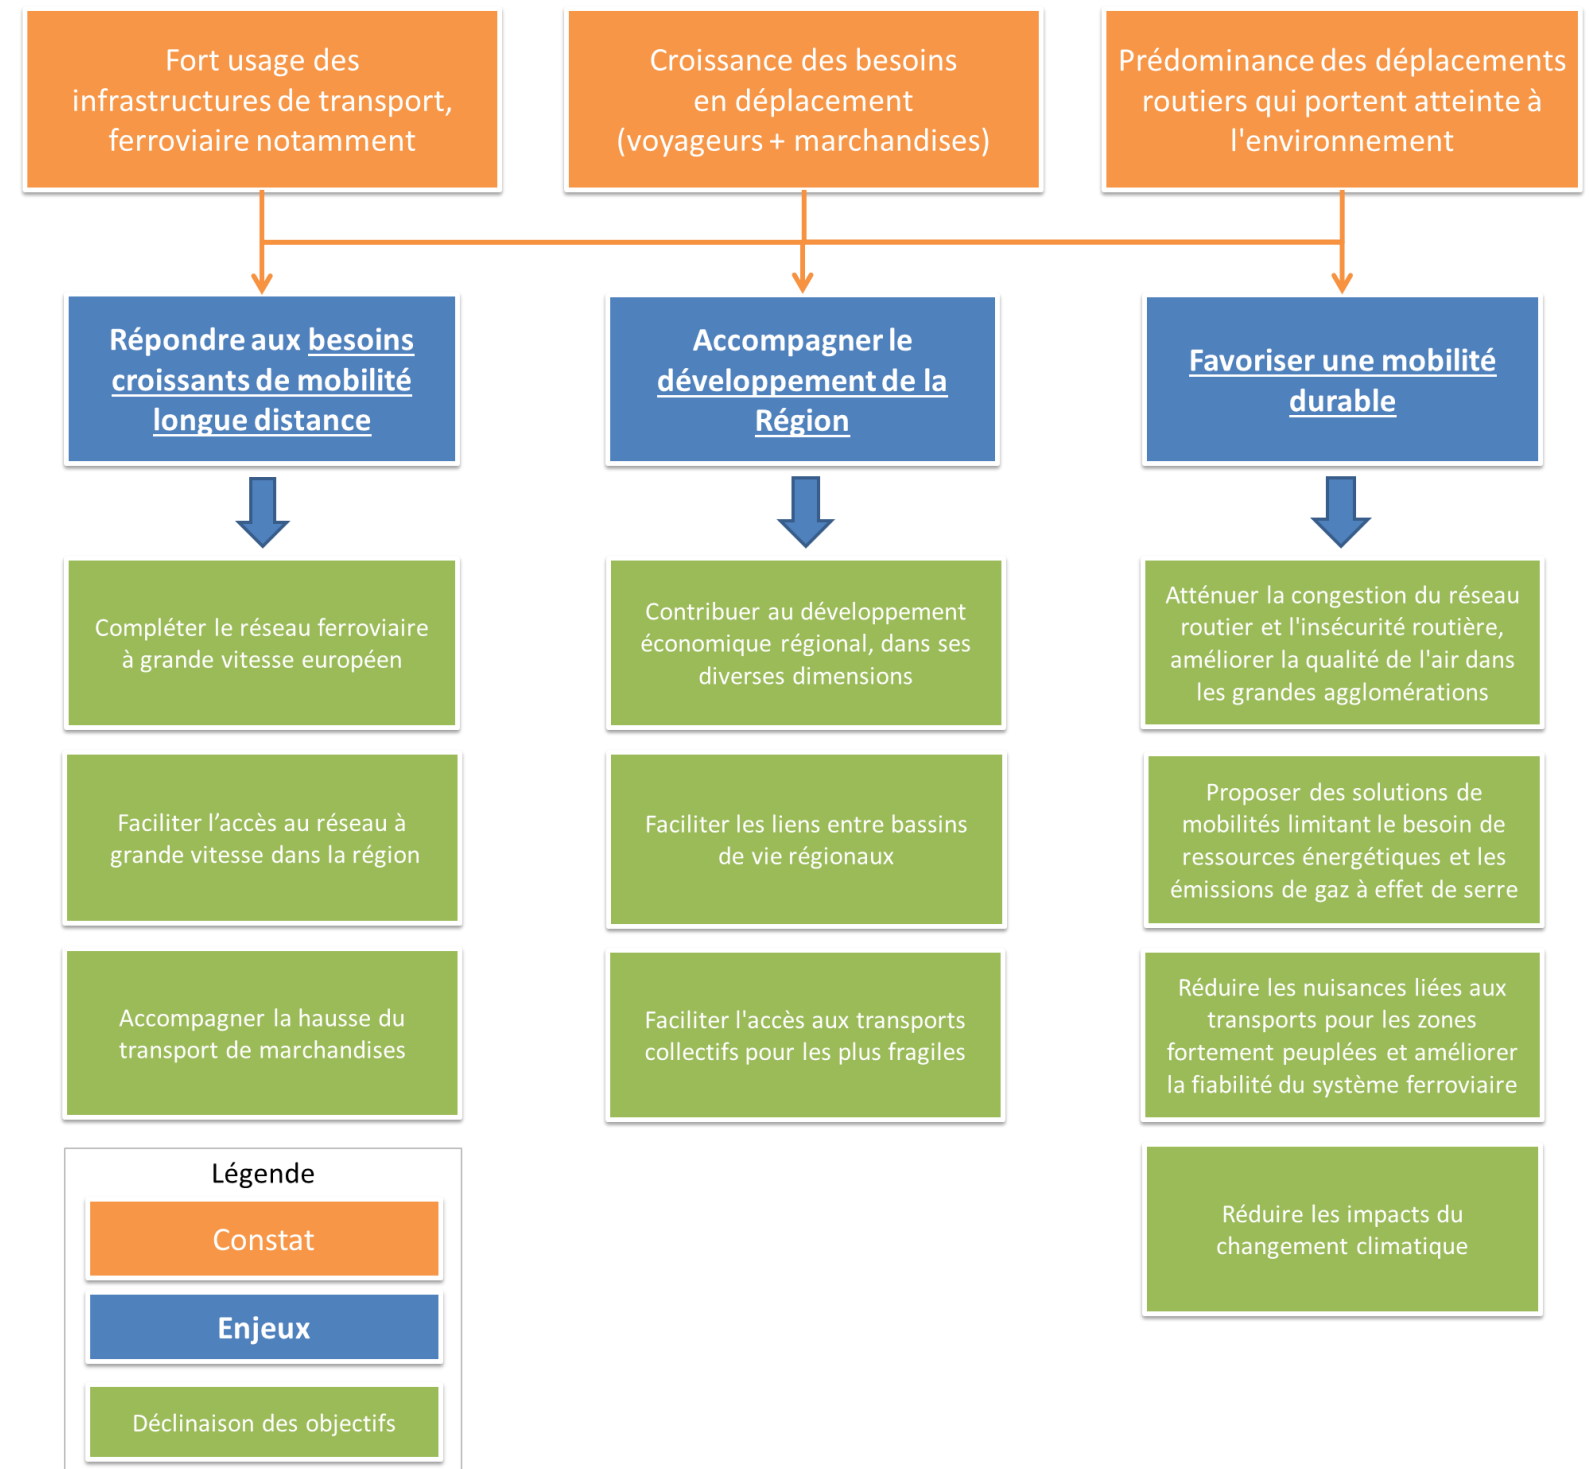 Fort usage des
infrastructures de transport,
ferroviaire notamment
Croissance des besoins
en déplacement
(voyageurs + marchandises)
Prédominance des déplacements
routiers qui portent atteinte à
l'environnement
Répondre aux besoins
croissants de mobilité
longue distance
Accompagner le
développement de la
Région
Favoriser une mobilité
durable
Compléter le réseau ferroviaire
à grande vitesse européen
Contribuer au développement
économique régional, dans ses
diverses dimensions
Atténuer la congestion du réseau
routier et l'insécurité routière,
améliorer la qualité de l'air dans
les grandes agglomérations
Faciliter l’accès au réseau à
grande vitesse dans la région
Faciliter les liens entre bassins
de vie régionaux
Proposer des solutions de
mobilités limitant le besoin de
ressources énergétiques et les
émissions de gaz à effet de serre
Accompagner la hausse du
transport de marchandises
Faciliter l'accès aux transports
collectifs pour les plus fragiles
Réduire les nuisances liées aux
transports pour les zones
fortement peuplées et améliorer
la fiabilité du système ferroviaire
Réduire les impacts du
changement climatique
Légende
Constat
Enjeux
Déclinaison des objectifs